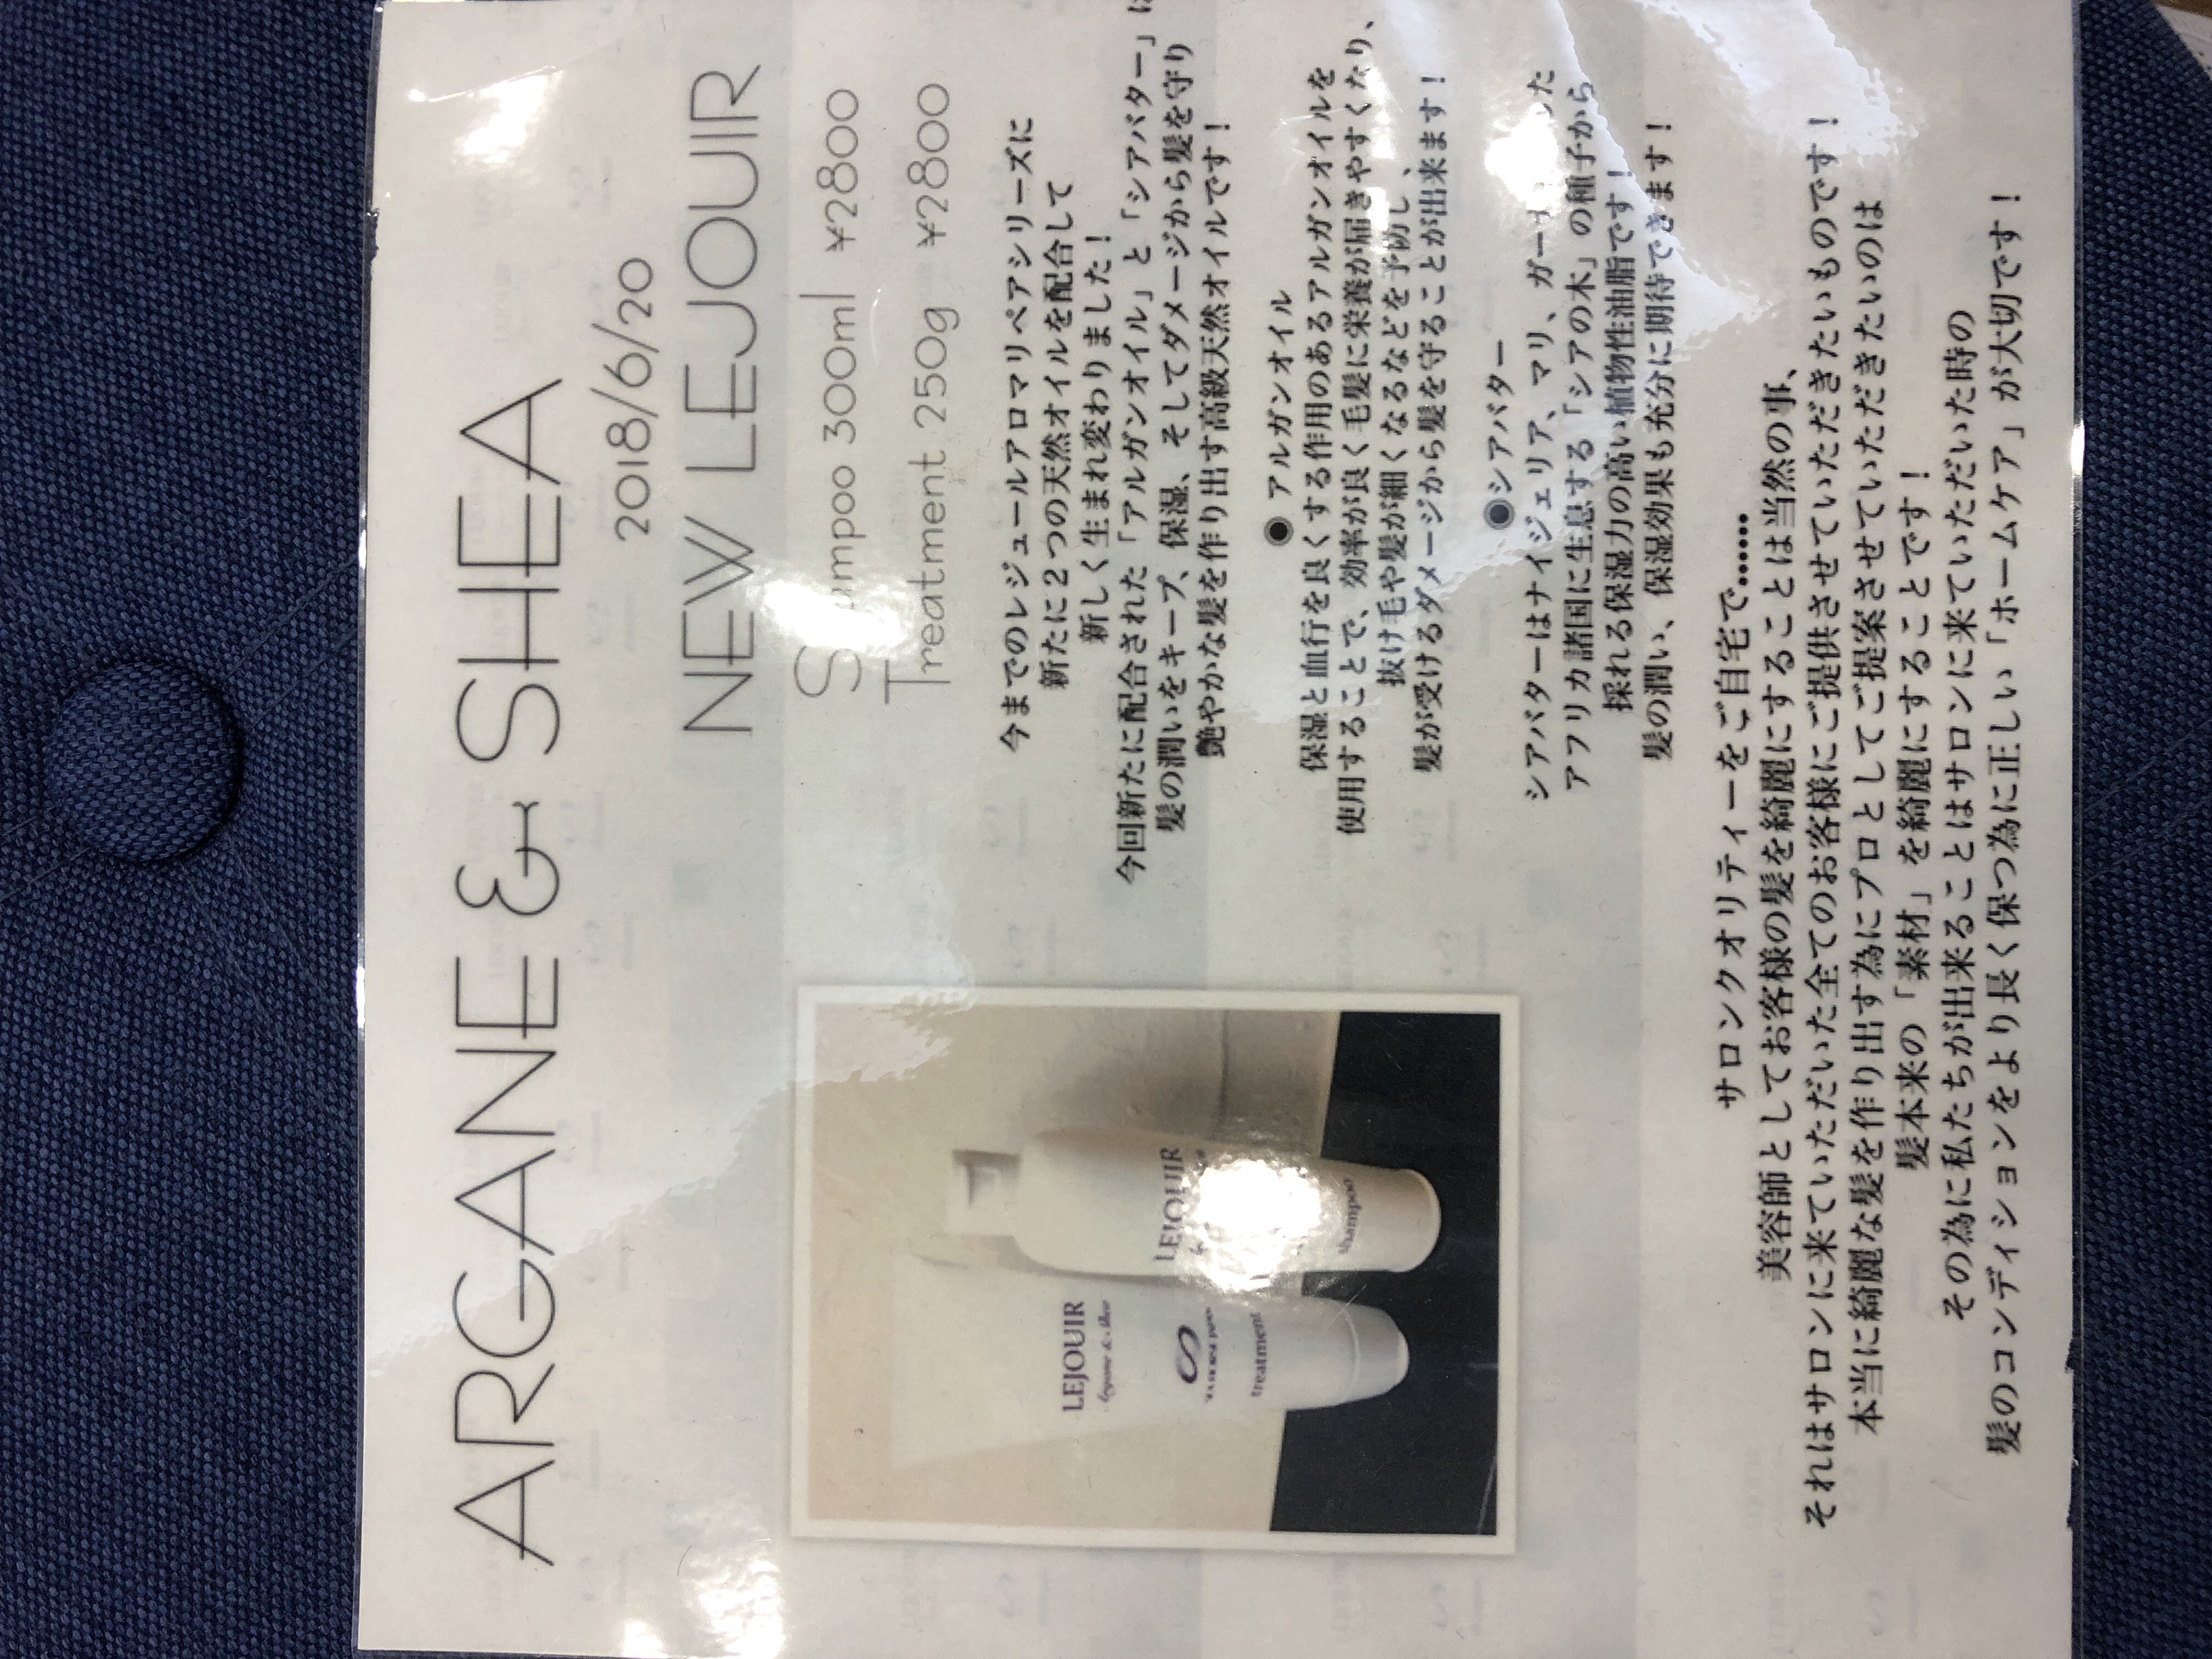 ARGANE & SHEA
2018/6/20
NEW LEJOUIR
Shampoo 300ml ¥2800
Treatment 250g ¥2800
今までのレジュールアロマリペアシリーズに
新たに２つの天然オイルを配合して
新しく生まれ変わりました！
今回新たに配合された「アルガンオイル」と「シアバター」は
髪の潤いをキープ、保湿、そしてダメージから髪を守り
艶やかな髪を作り出す高級天然オイルです！
◉ アルガンオイル
保湿と血行を良くする作用のあるアルガンオイルを
使用することで、効率が良く毛髪に栄養が届きやすくなり、
抜け毛や髪が細くなるなどを予防し、
髪が受けるダメージから髪を守ることが出来ます！
◉シアバター
シアバターはナイジェリア、マリ、ガー った
アフリカ諸国に生息する「シアの木」の種子から
採れる保湿力の高い植物性油脂です！
髪の潤い、保湿効果も充分に期待できます！
LEJOUIR
Argane & Shea
treatment
LEJOUIR
shampoo
サロンクオリティーをご自宅で……
美容師としてお客様の髪を綺麗にすることは当然の事、
それはサロンに来ていただいた全てのお客様にご提供させていただきたいものです！
本当に綺麗な髪を作り出す為にプロとしてご提案させていただきたいのは
髪本来の「素材」を綺麗にすることです！
その為に私たちが出来ることはサロンに来ていただいた時の
髪のコンディションをより長く保つ為に正しい「ホームケア」が大切です！